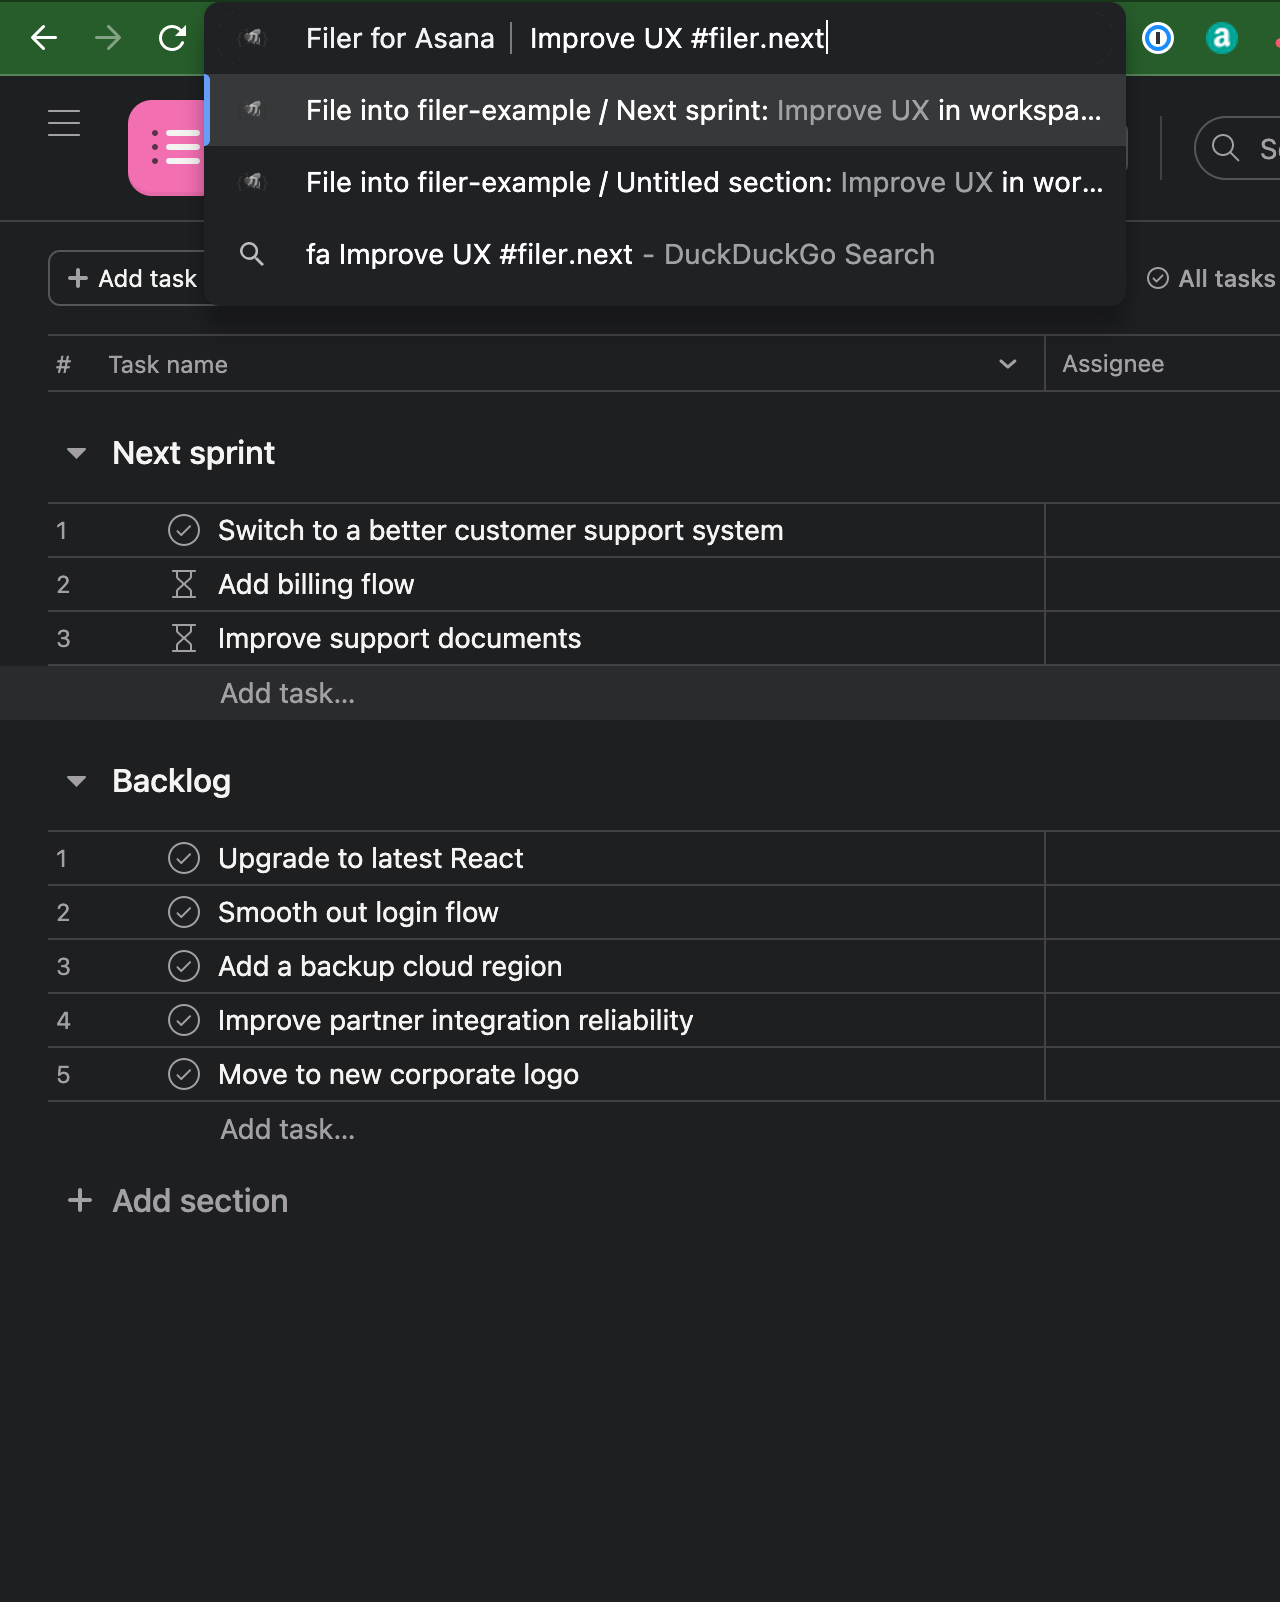 Filer for Asana | Improve UX #filer.next
a
File into filer-example / Next sprint: Improve UX in workspa...
File into filer-example / Untitled section: Improve UX in wor...
fa Improve UX #filer.next - DuckDuckGo Search
+ Add task
All tasks
# Task name Assignee
Next sprint
1 Switch to a better customer support system
2 Add billing flow
3 Improve support documents
Add task...
Backlog
1 Upgrade to latest React
2 Smooth out login flow
3 Add a backup cloud region
4 Improve partner integration reliability
5 Move to new corporate logo
Add task...
+ Add section